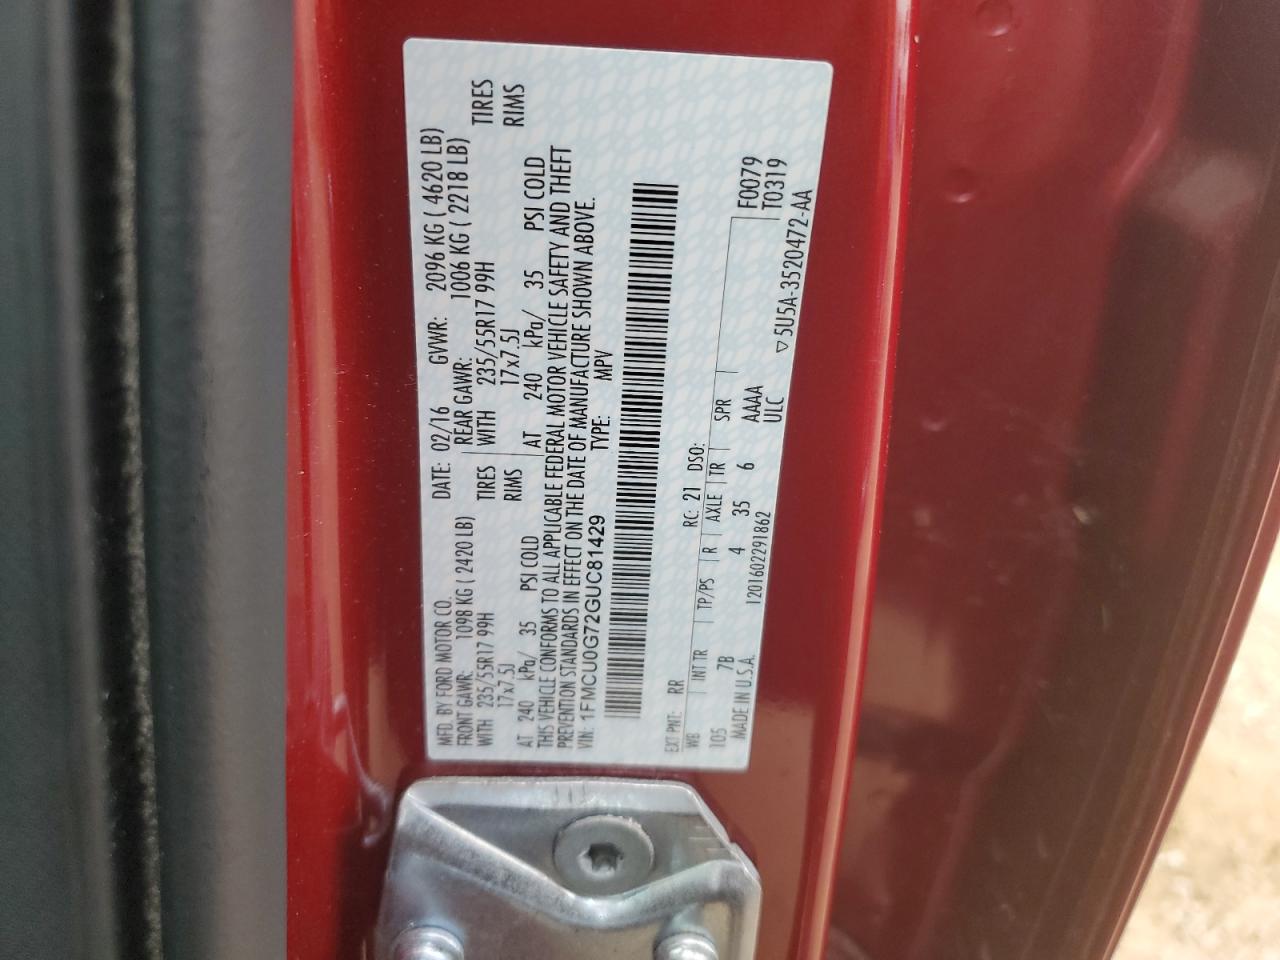 MFD. BY FORD MOTOR CO. DATE: 02/16 GVWR: 2096 KG ( 4620 LB)
FRONT GAWR: 1098 KG ( 2420 LB) REAR GAWR: 1006 KG ( 2218 LB)
WITH 235/55R17 99H TIRES WITH 235/55R17 99H TIRES
17x7.5J RIMS 17x7.5J RIMS
AT 240 kPa/ 35 PSI COLD AT 240 kPa/ 35 PSI COLD
THIS VEHICLE CONFORMS TO ALL APPLICABLE FEDERAL MOTOR VEHICLE SAFETY AND THEFT
PREVENTION STANDARDS IN EFFECT ON THE DATE OF MANUFACTURE SHOWN ABOVE.
VIN: 1FMCU0G72GUC81429 TYPE: MPV
EXT PNT: RR RC: 21 DSO: F0079
WB INT TR TP/PS R AXLE TR SPR T0319
105 7B 4 35 6 AAAA
MADE IN U.S.A. 1201602291862 ULC ▽5U5A-3520472-AA